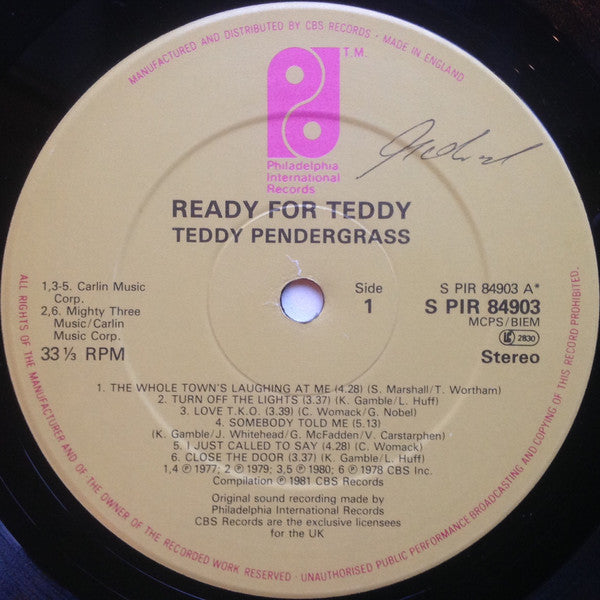 MANUFACTURED AND DISTRIBUTED BY CBS RECORDS · MADE IN ENGLAND
T.M.
Philadelphia
International
Records
READY FOR TEDDY
TEDDY PENDERGRASS
1,3-5. Carlin Music
Corp.
2,6. Mighty Three
Music/Carlin
Music Corp.
33⅓ RPM
Side
1
S PIR 84903 A*
S PIR 84903
MCPS/BIEM
LC 2830
Stereo
1. THE WHOLE TOWN'S LAUGHING AT ME (4.28) (S. Marshall/T. Wortham)
2. TURN OFF THE LIGHTS (3.37) (K. Gamble/L. Huff)
3. LOVE T.K.O. (3.39) (C. Womack/G. Nobel)
4. SOMEBODY TOLD ME (5.13)
(K. Gamble/J. Whitehead/G. McFadden/V. Carstarphen)
5. I JUST CALLED TO SAY (4.28) (C. Womack)
6. CLOSE THE DOOR (3.37) (K. Gamble/L. Huff)
1,4 ℗ 1977; 2 ℗ 1979; 3,5 ℗ 1980; 6 ℗ 1978 CBS Inc.
Compilation ℗ 1981 CBS Records
Original sound recording made by
Philadelphia International Records
CBS Records are the exclusive licensees
for the UK
ALL RIGHTS OF THE MANUFACTURER AND OF THE OWNER OF THE RECORDED WORK RESERVED · UNAUTHORISED PUBLIC PERFORMANCE BROADCASTING AND COPYING OF THIS RECORD PROHIBITED.